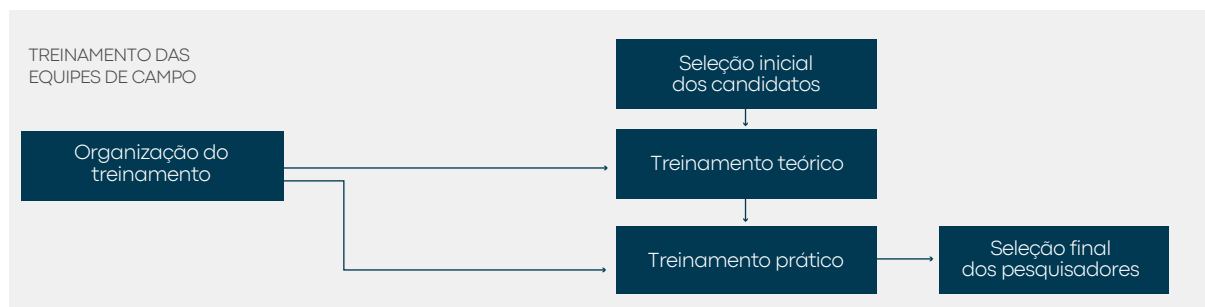 TREINAMENTO DAS
EQUIPES DE CAMPO
Seleção inicial
dos candidatos
Organização do
treinamento
Treinamento teórico
Treinamento prático
Seleção final
dos pesquisadores